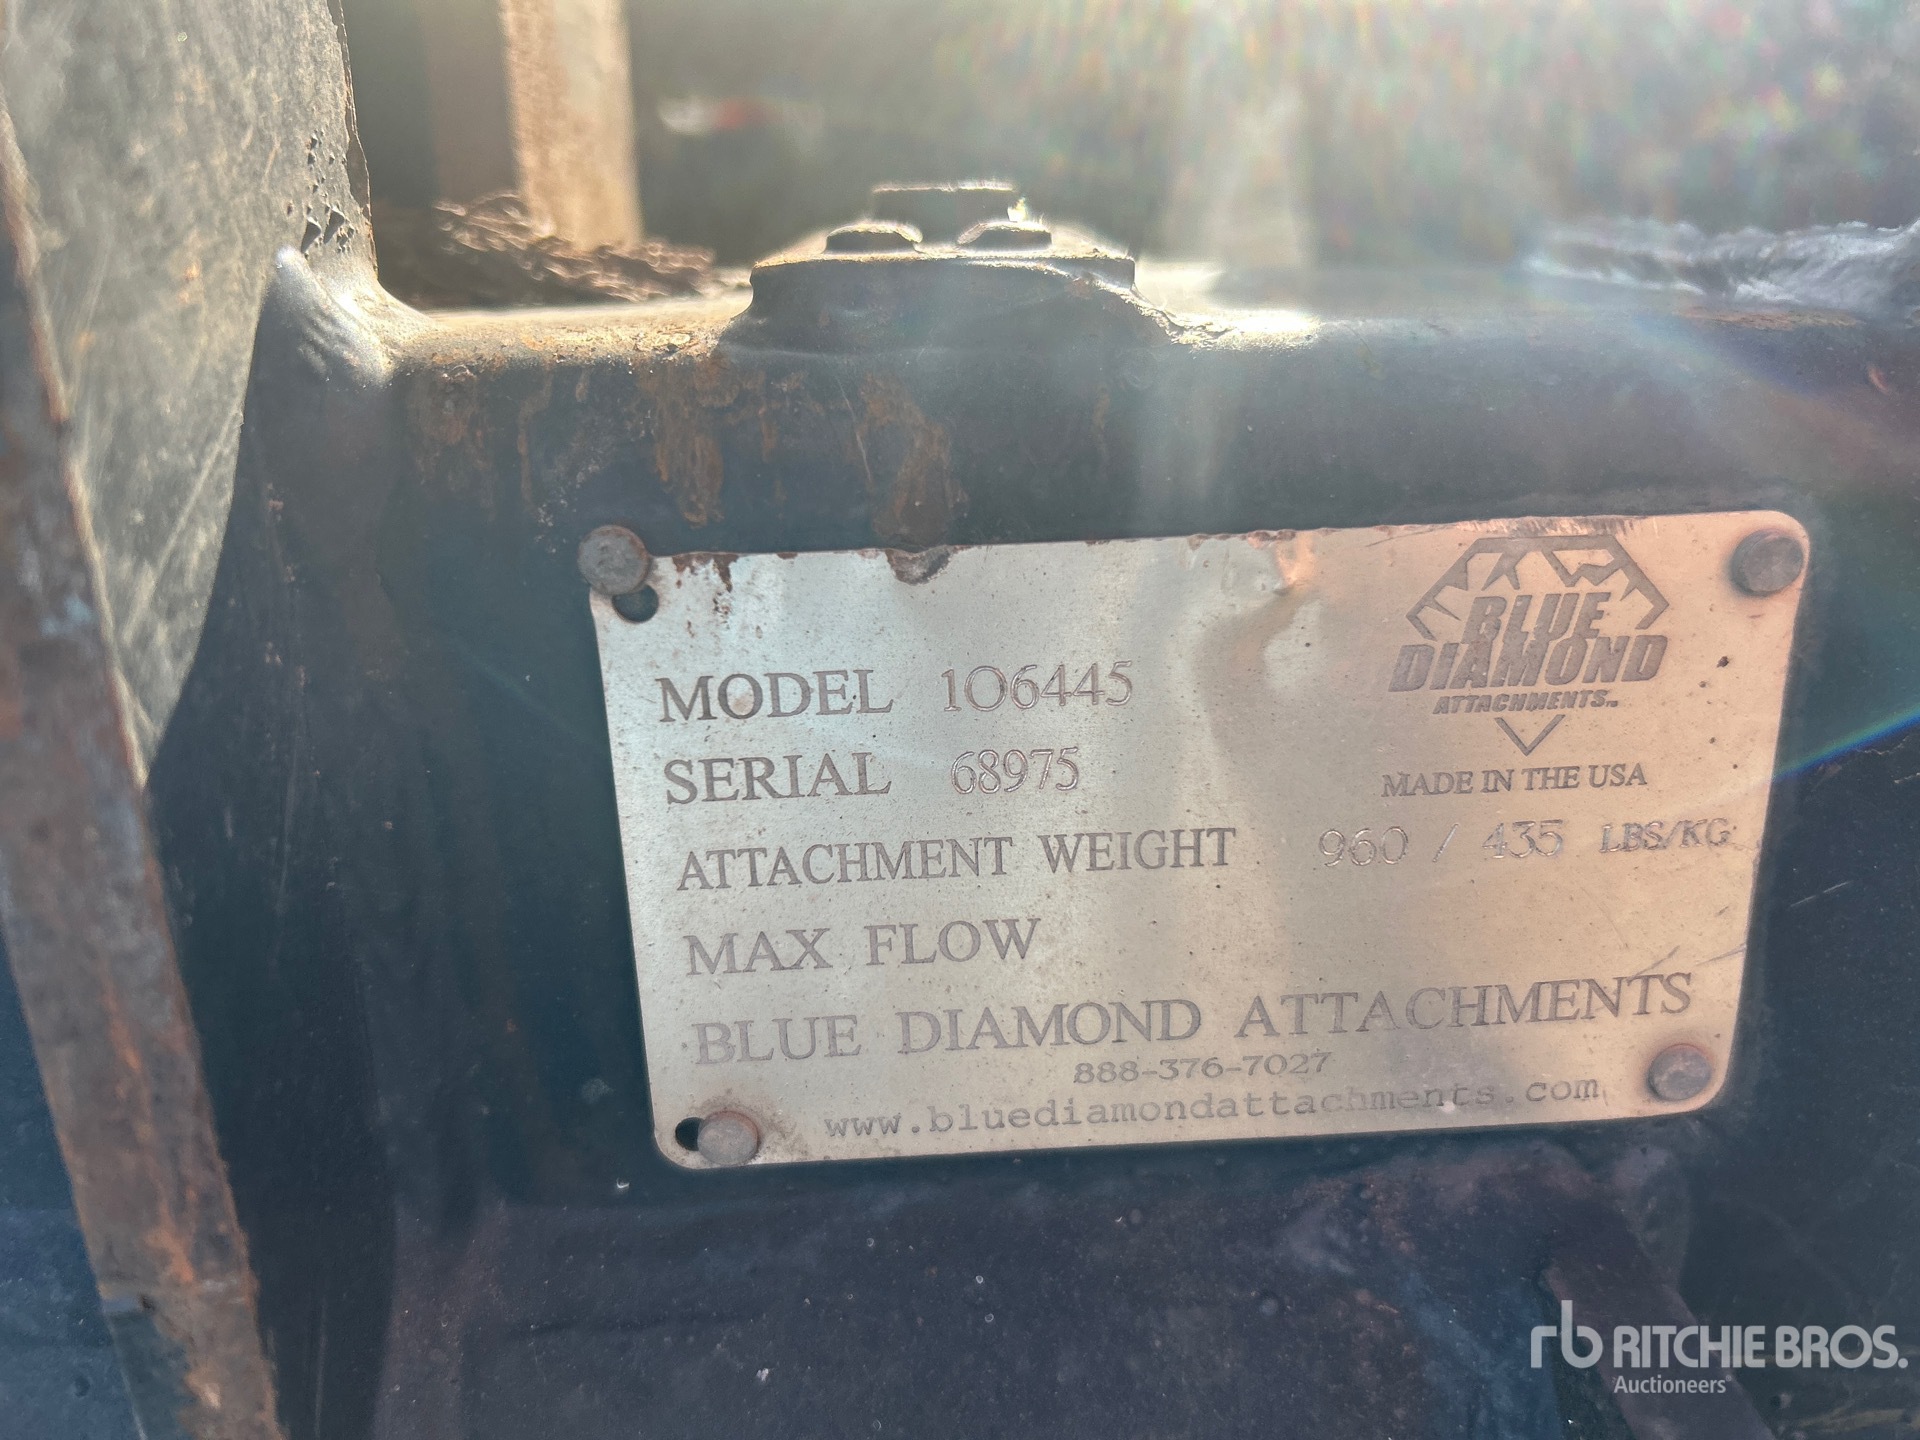 BLUE
DIAMOND
ATTACHMENTS
MODEL 106445
MADE IN THE USA
SERIAL 68975
ATTACHMENT WEIGHT 960 / 435 LBS/KG
MAX FLOW
BLUE DIAMOND ATTACHMENTS
888-376-7027
www.bluediamondattachments.com
rb RITCHIE BROS.
Auctioneers